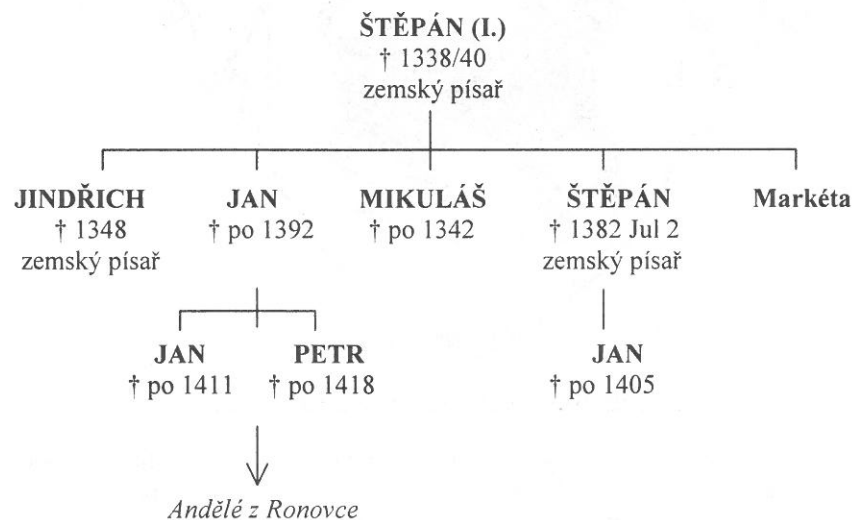 ŠTĚPÁN (I.)
† 1338/40
zemský písař
JINDŘICH
† 1348
zemský písař
JAN
† po 1392
MIKULÁŠ
† po 1342
ŠTĚPÁN
† 1382 Jul 2
zemský písař
Markéta
JAN
† po 1411
PETR
† po 1418
JAN
† po 1405
Andělé z Ronovce